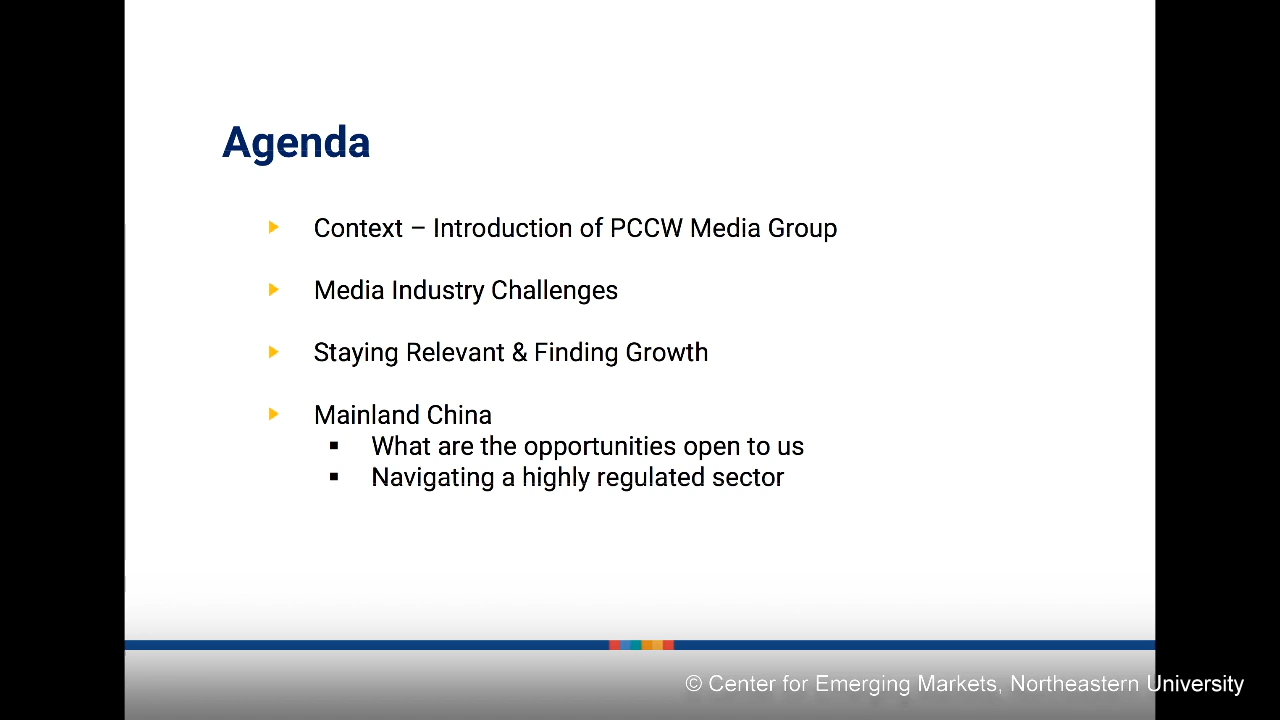 Agenda
Context – Introduction of PCCW Media Group
Media Industry Challenges
Staying Relevant & Finding Growth
Mainland China
What are the opportunities open to us
Navigating a highly regulated sector
© Center for Emerging Markets, Northeastern University